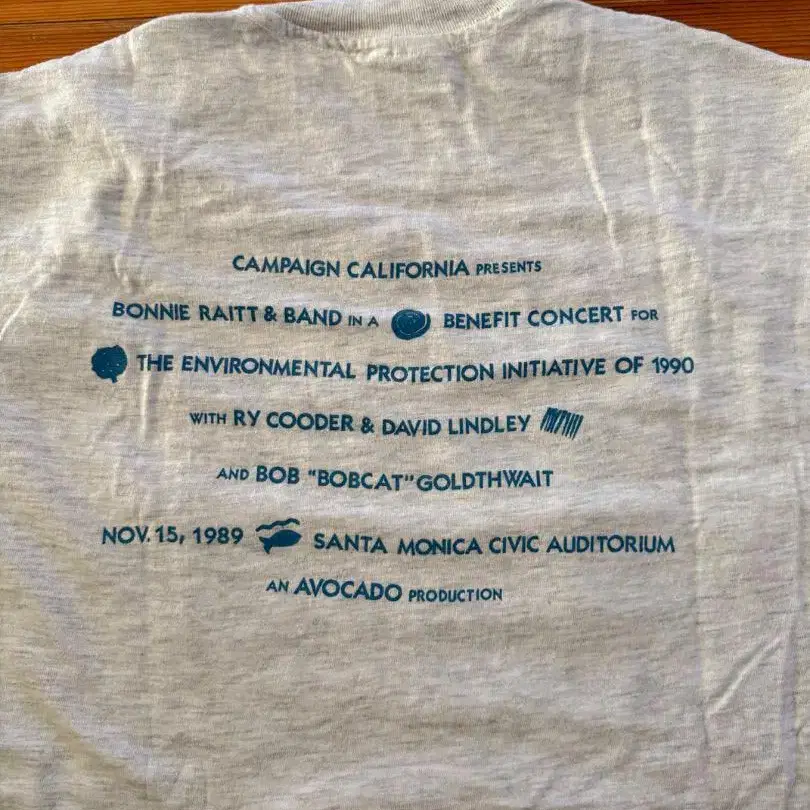 CAMPAIGN CALIFORNIA PRESENTS
BONNIE RAITT & BAND IN A BENEFIT CONCERT FOR
THE ENVIRONMENTAL PROTECTION INITIATIVE OF 1990
WITH RY COODER & DAVID LINDLEY
AND BOB "BOBCAT" GOLDTHWAIT
NOV. 15, 1989 SANTA MONICA CIVIC AUDITORIUM
AN AVOCADO PRODUCTION